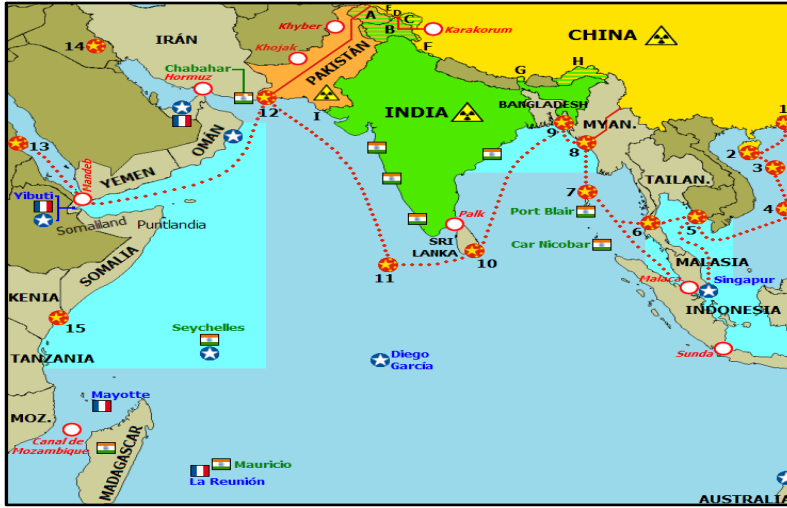 E
A
D
C
B
F
Khyber
Karakorum
14
IRÁN
Khojak
PAKISTÁN
CHINA
Chabahar
Hormuz
G
H
12
I
INDIA
BANGLADESH
MYAN.
1
9
8
2
3
13
OMÁN
YEMEN
Mandeb
TAILAN.
Yibuti
7
4
Somailand
Puntlandia
Palk
Port Blair
6
5
SRI
LANKA
Car Nicobar
SOMALIA
10
11
MALASIA
Malaca
Singapur
KENIA
INDONESIA
15
Seychelles
TANZANIA
Diego
García
Sunda
Mayotte
MOZ.
Canal de
Mozambique
MADAGASCAR
Mauricio
La Reunión
AUSTRALIA